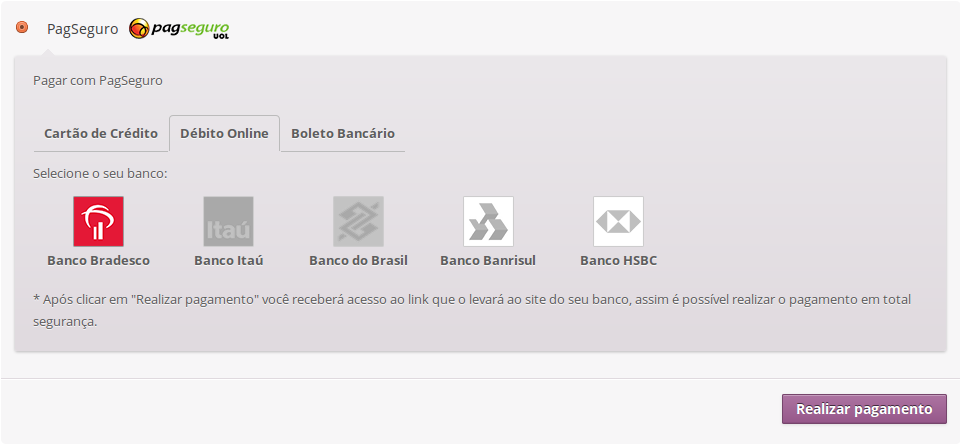 PagSeguro pagseguro UOL
Pagar com PagSeguro
Cartão de Crédito Débito Online Boleto Bancário
Selecione o seu banco:
Itaú
Banco Bradesco Banco Itaú Banco do Brasil Banco Banrisul Banco HSBC
* Após clicar em "Realizar pagamento" você receberá acesso ao link que o levará ao site do seu banco, assim é possível realizar o pagamento em total
segurança.
Realizar pagamento